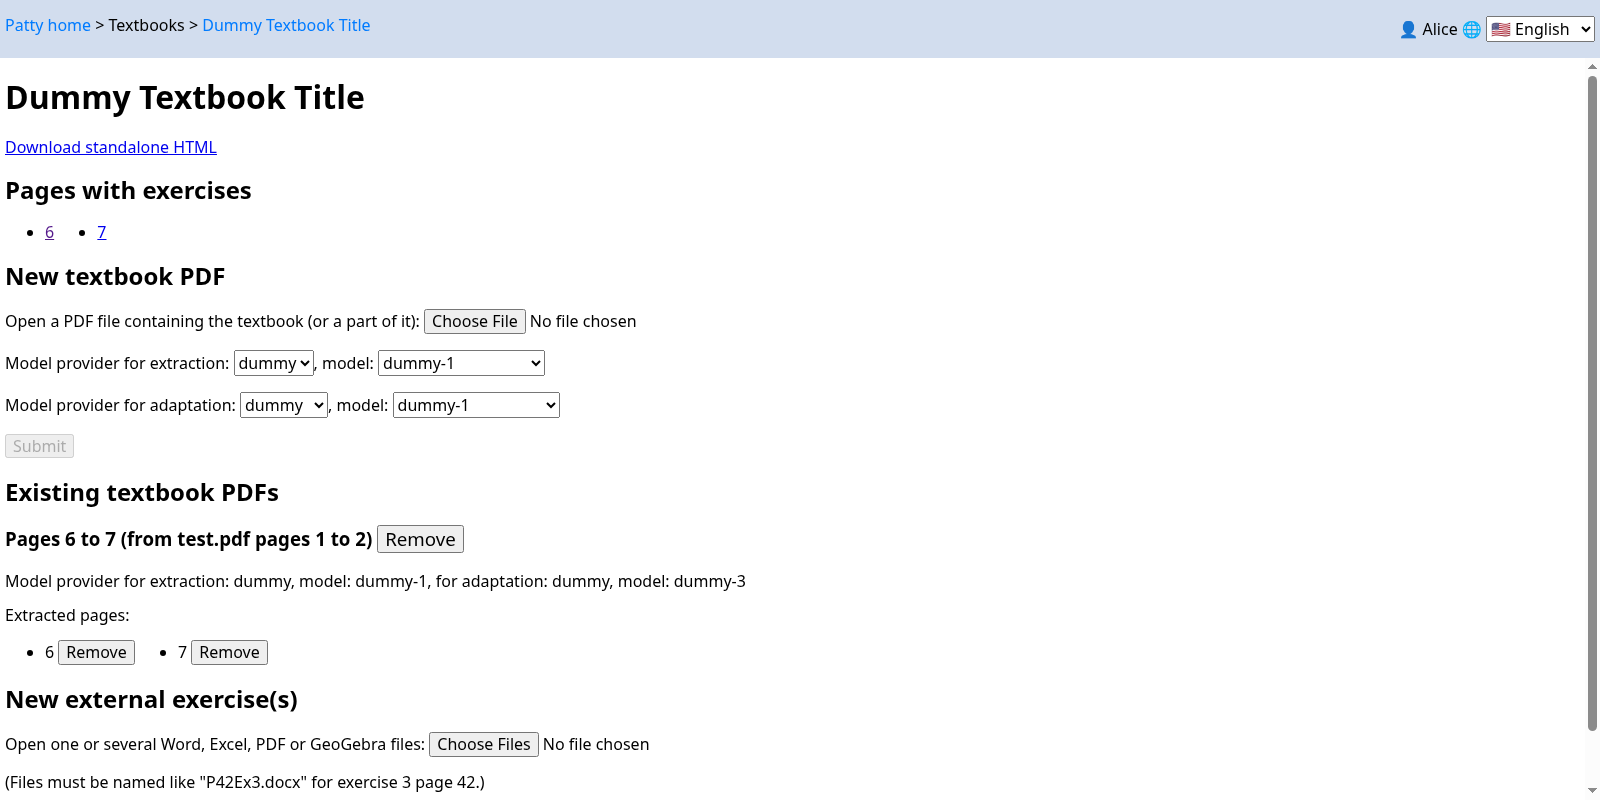 Patty home > Textbooks > Dummy Textbook Title
👤 Alice 🌐 🇺🇸 English
Dummy Textbook Title
Download standalone HTML
Pages with exercises
• 6 • 7
New textbook PDF
Open a PDF file containing the textbook (or a part of it): Choose File No file chosen
Model provider for extraction: dummy, model: dummy-1
Model provider for adaptation: dummy, model: dummy-1
Submit
Existing textbook PDFs
Pages 6 to 7 (from test.pdf pages 1 to 2) Remove
Model provider for extraction: dummy, model: dummy-1, for adaptation: dummy, model: dummy-3
Extracted pages:
• 6 Remove • 7 Remove
New external exercise(s)
Open one or several Word, Excel, PDF or GeoGebra files: Choose Files No file chosen
(Files must be named like "P42Ex3.docx" for exercise 3 page 42.)